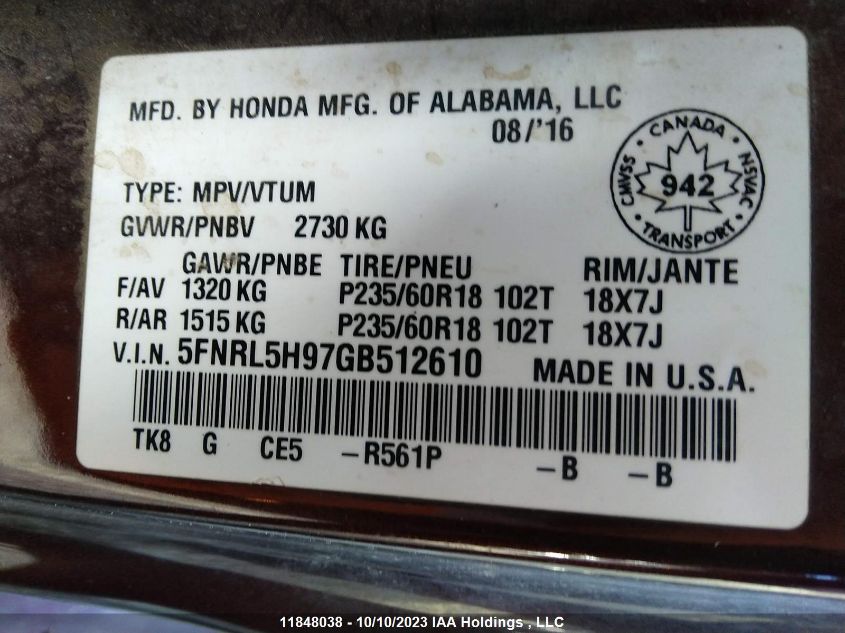 MFD. BY HONDA MFG. OF ALABAMA, LLC
08/'16
CANADA
CMVSS
942
NSVAC
TRANSPORT
TYPE: MPV/VTUM
GVWR/PNBV 2730 KG
GAWR/PNBE TIRE/PNEU RIM/JANTE
F/AV 1320 KG P235/60R18 102T 18X7J
R/AR 1515 KG P235/60R18 102T 18X7J
V.I.N. 5FNRL5H97GB512610 MADE IN U.S.A.
TK8 G CE5 -R561P -B -B
11848038 - 10/10/2023 IAA Holdings , LLC